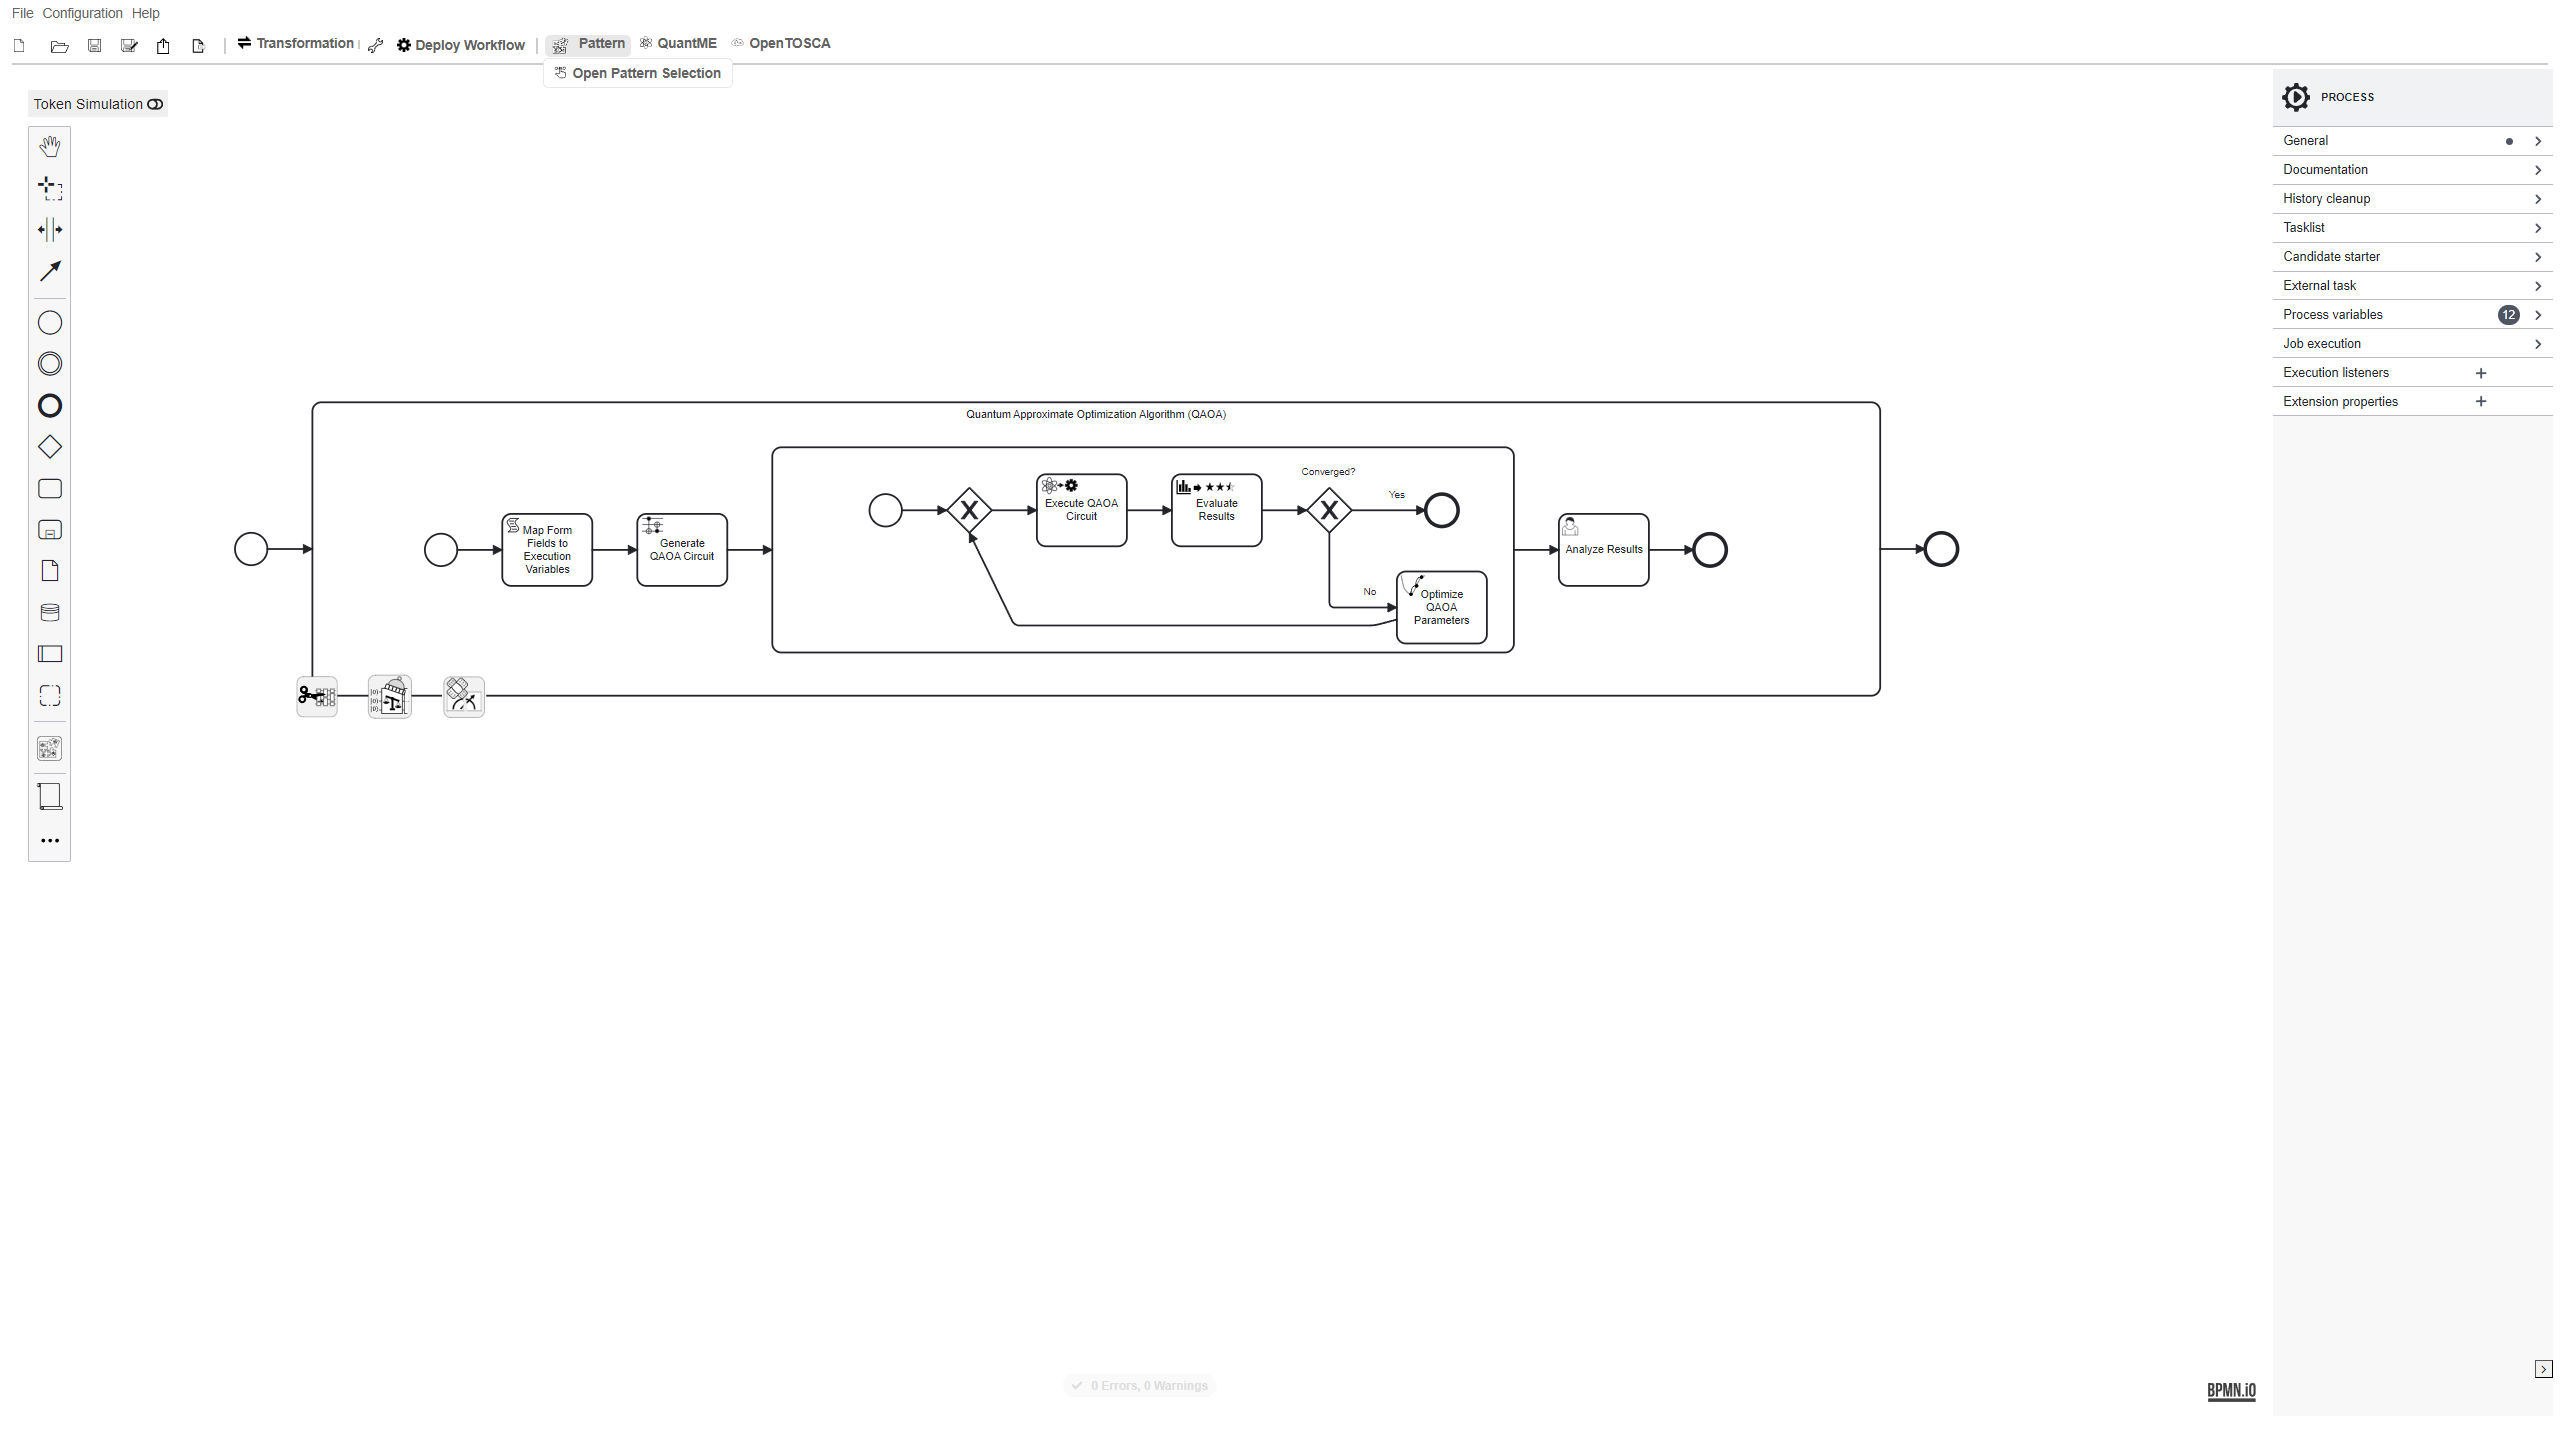 File Configuration Help
Transformation Deploy Workflow Pattern QuantME OpenTOSCA
Open Pattern Selection
Token Simulation
PROCESS
General
Documentation
History cleanup
Tasklist
Candidate starter
External task
Process variables 12
Job execution
Execution listeners
Extension properties
Quantum Approximate Optimization Algorithm (QAOA)
Map Form
Fields to
Execution
Variables
Generate
QAOA Circuit
Execute QAOA
Circuit
Evaluate
Results
Converged?
Yes
No
Optimize
QAOA
Parameters
Analyze Results
0 Errors, 0 Warnings
BPMN.iO